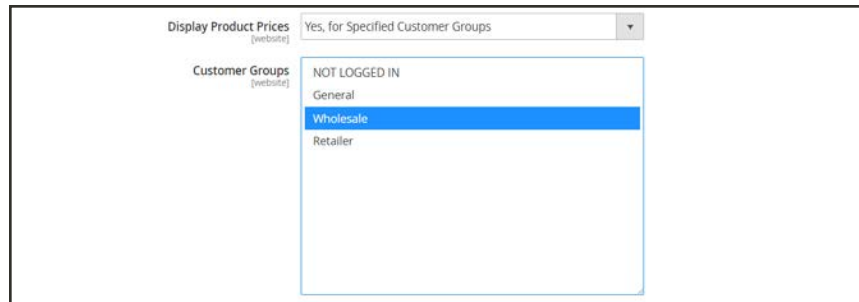 Display Product Prices Yes, for Specified Customer Groups
[website]
Customer Groups NOT LOGGED IN
[website]
General
Wholesale
Retailer